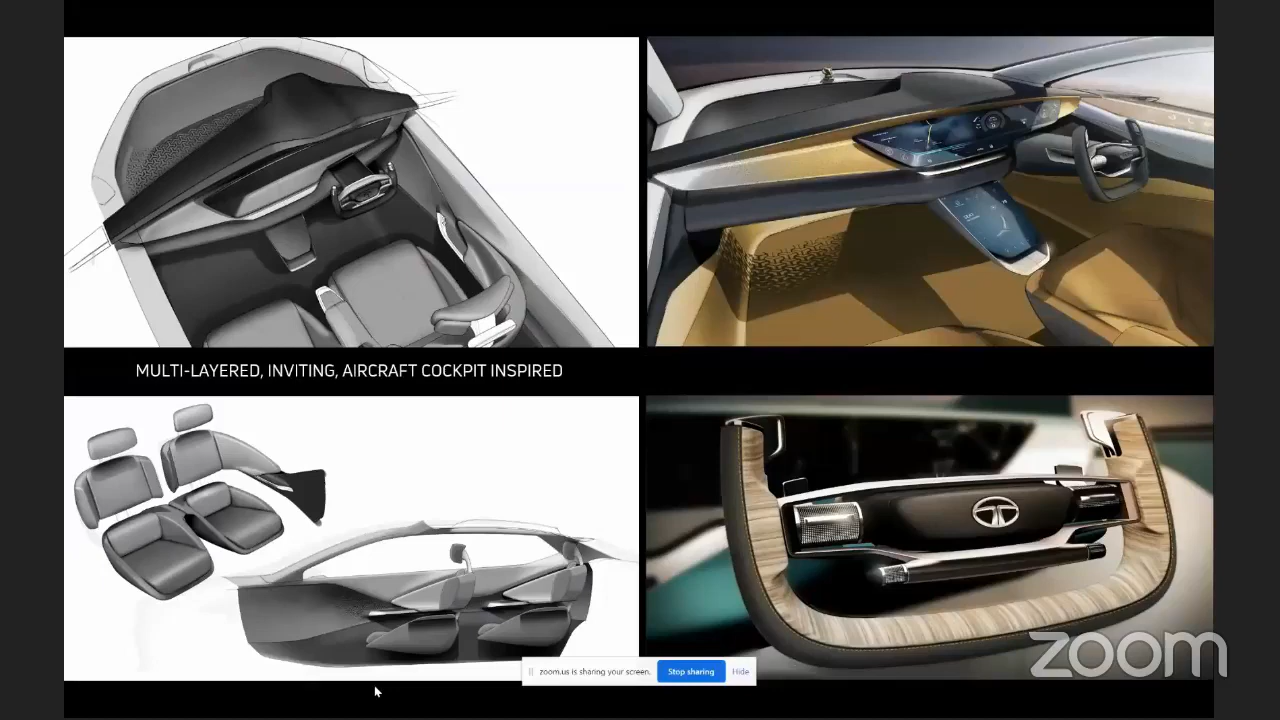 MULTI-LAYERED, INVITING, AIRCRAFT COCKPIT INSPIRED
zoom.us is sharing your screen. Stop sharing Hide
zoom